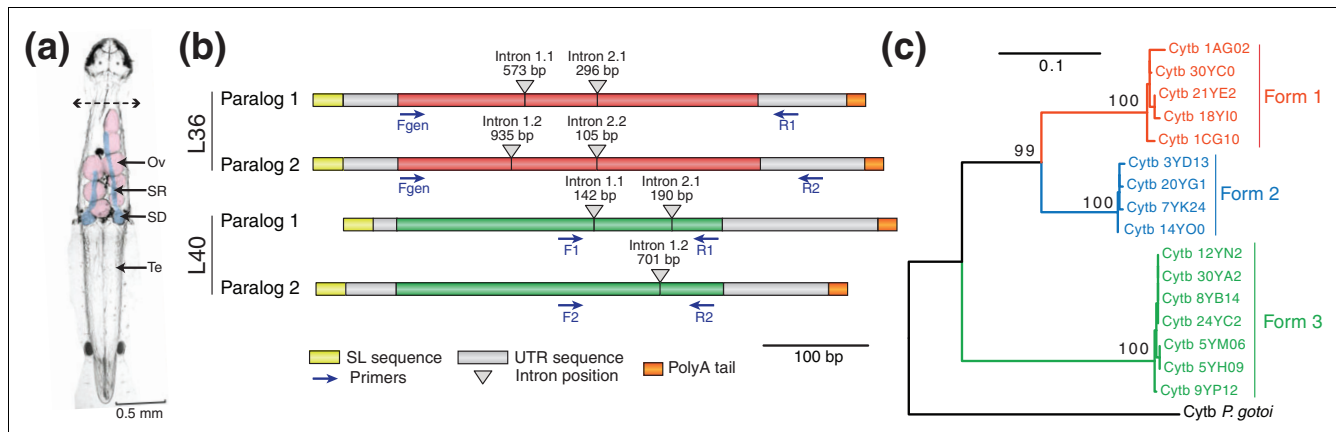 (a)
Ov
SR
SD
Te
0.5 mm
(b)
L36
Intron 1.1
573 bp
Intron 2.1
296 bp
Paralog 1
Fgen
R1
Intron 1.2
935 bp
Intron 2.2
105 bp
Paralog 2
Fgen
R2
L40
Intron 1.1
142 bp
Intron 2.1
190 bp
Paralog 1
F1
R1
Intron 1.2
701 bp
Paralog 2
F2
R2
100 bp
SL sequence
UTR sequence
PolyA tail
Primers
Intron position
(c)
0.1
Cytb 1AG02
Cytb 30YC0
Cytb 21YE2
Cytb 18YI0
Cytb 1CG10
100
Form 1
99
Cytb 3YD13
Cytb 20YG1
Cytb 7YK24
Cytb 14YO0
100
Form 2
Cytb 12YN2
Cytb 30YA2
Cytb 8YB14
Cytb 24YC2
Cytb 5YM06
Cytb 5YH09
Cytb 9YP12
100
Form 3
Cytb P. gotoi